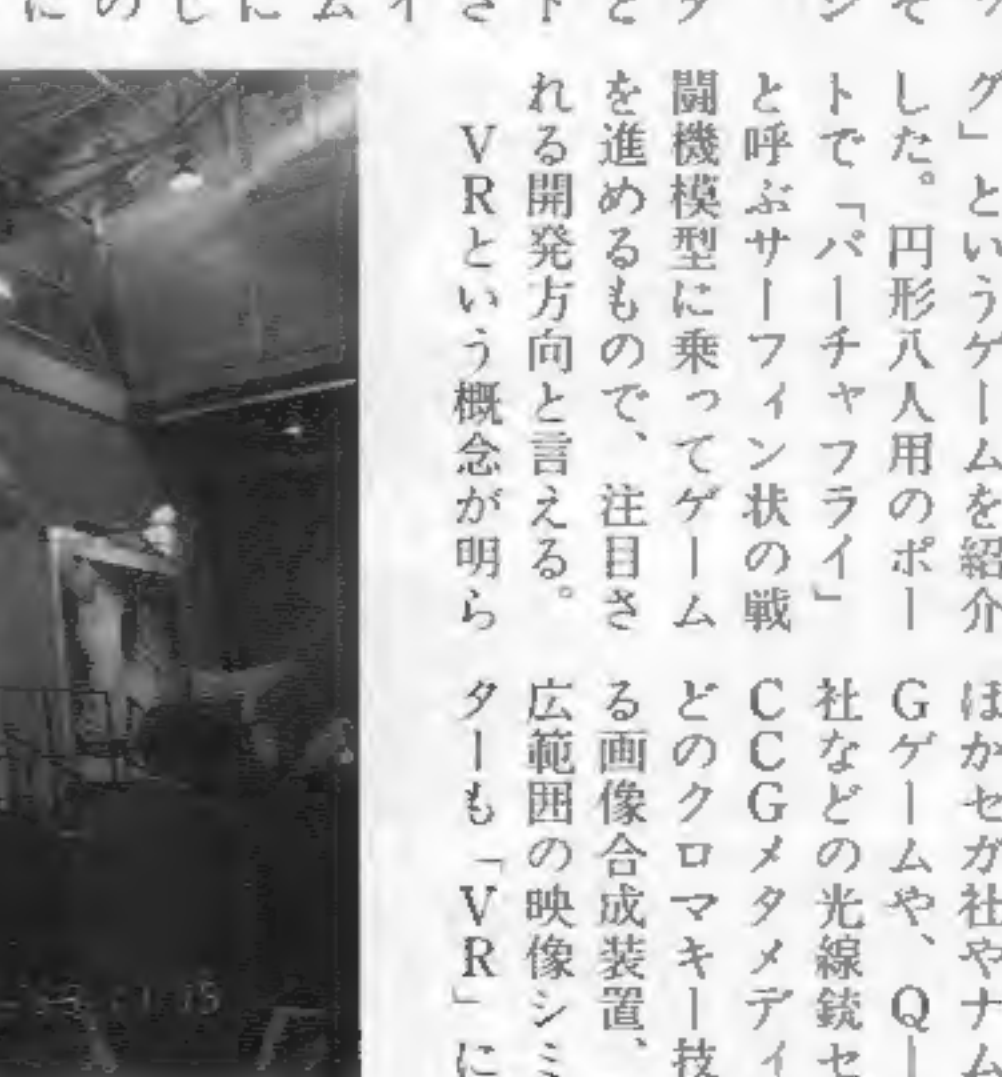 グ」というゲームを紹介
した。円形八人用のポー
トで「パーチャフライ」
と呼ぶサーフィン状の戦
闘機模型に乗ってゲーム
を進めるもので、注目さ
れる開発方向と言える。
VRという概念が明ら
ほかセガ社やナム
Gゲームや、Qー
社などの光線銃セ
CCGメタメディ
どのクロマキー技
る画像合成装置、
広範囲の映像シミ
ターも「VR」に